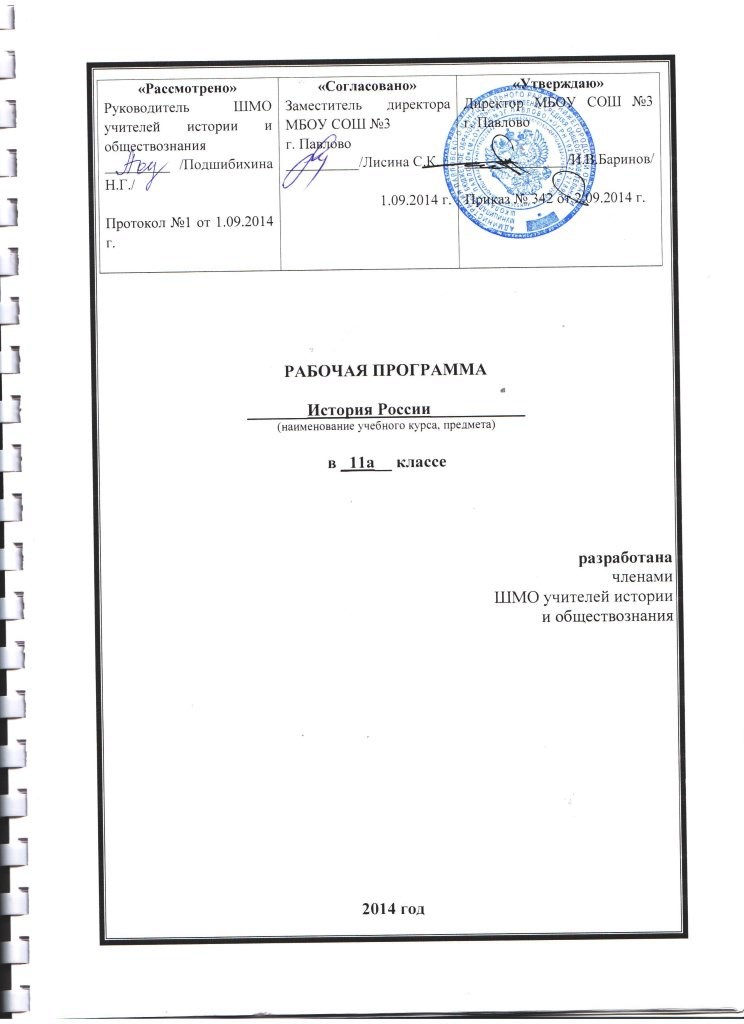 «Рассмотрено»
Руководитель ШМО
учителей истории и
обществознания
/Подшибихина
Н.Г./
Протокол №1 от 1.09.2014
г.
«Согласовано»
Заместитель директора
МБОУ СОШ №3
г. Павлово
/Лисина С.К.
1.09.2014 г.
«Утверждаю»
Директор МБОУ СОШ №3
г. Павлово
/И.В.Баринов/
Приказ № 342 от 2.09.2014 г.
РАБОЧАЯ ПРОГРАММА
История России
(наименование учебного курса, предмета)
в 11а классе
разработана
членами
ШМО учителей истории
и обществознания
2014 год